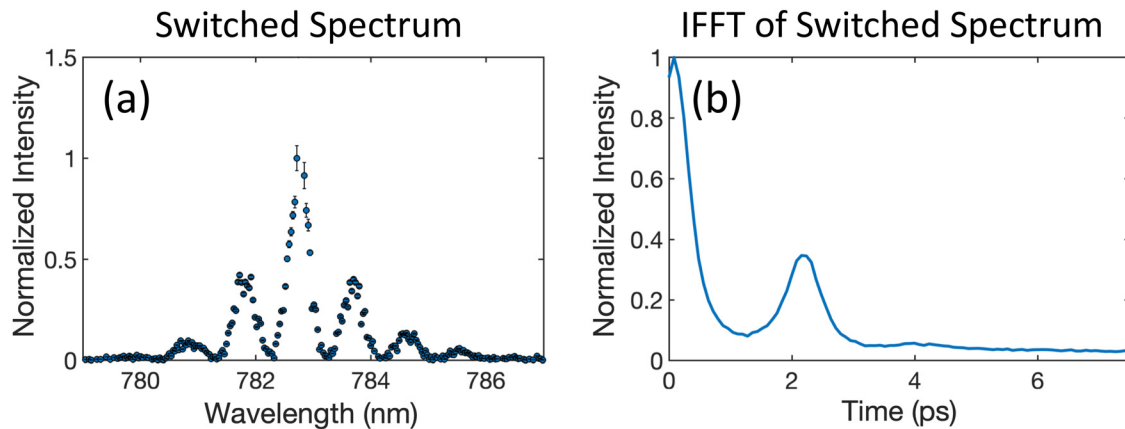 Switched Spectrum
(a)
Normalized Intensity
1.5
1
0.5
0
780
782
784
786
Wavelength (nm)
IFFT of Switched Spectrum
(b)
Normalized Intensity
1
0.8
0.6
0.4
0.2
0
0
2
4
6
Time (ps)